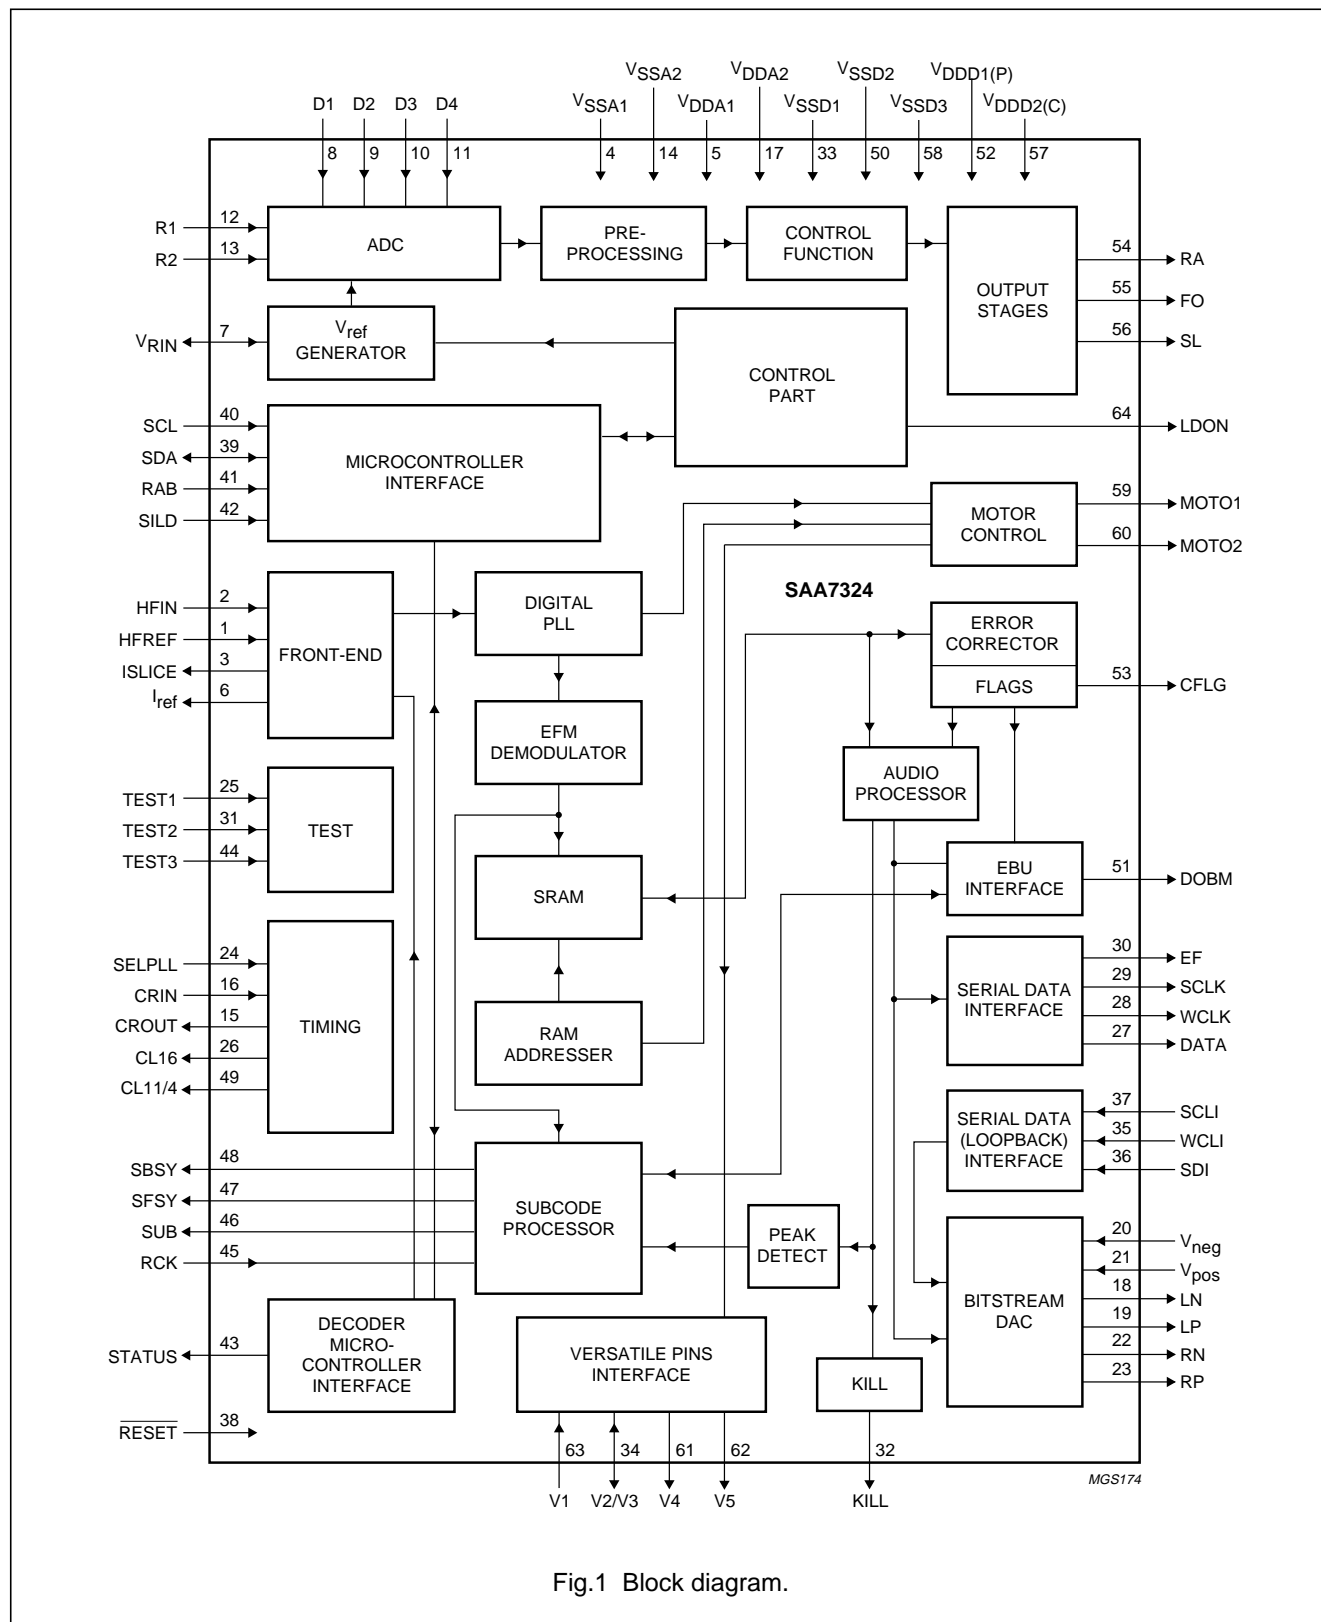 VSSA2 VDDA2 VSSD2 VDDD1(P)
D1 D2 D3 D4 VSSA1 VDDA1 VSSD1 VSSD3 VDDD2(C)
8 9 10 11 4 14 5 17 33 50 58 52 57
R1 12
R2 13
ADC
PRE-
PROCESSING
CONTROL
FUNCTION
OUTPUT
STAGES
54 RA
55 FO
56 SL
VRIN 7
Vref
GENERATOR
CONTROL
PART
64 LDON
SCL 40
SDA 39
RAB 41
SILD 42
MICROCONTROLLER
INTERFACE
MOTOR
CONTROL
59 MOTO1
60 MOTO2
SAA7324
HFIN 2
HFREF 1
ISLICE 3
Iref 6
FRONT-END
DIGITAL
PLL
ERROR
CORRECTOR
FLAGS
53 CFLG
EFM
DEMODULATOR
AUDIO
PROCESSOR
TEST1 25
TEST2 31
TEST3 44
TEST
SRAM
EBU
INTERFACE
51 DOBM
SELPLL 24
CRIN 16
CROUT 15
CL16 26
CL11/4 49
TIMING
RAM
ADDRESSER
SERIAL DATA
INTERFACE
30 EF
29 SCLK
28 WCLK
27 DATA
SERIAL DATA
(LOOPBACK)
INTERFACE
37 SCLI
35 WCLI
36 SDI
SBSY 48
SFSY 47
SUB 46
RCK 45
SUBCODE
PROCESSOR
PEAK
DETECT
BITSTREAM
DAC
20 Vneg
21 Vpos
18 LN
19 LP
22 RN
23 RP
STATUS 43
DECODER
MICRO-
CONTROLLER
INTERFACE
VERSATILE PINS
INTERFACE
KILL
RESET 38
63 34 61 62 32
V1 V2/V3 V4 V5 KILL
MGS174
Fig.1 Block diagram.